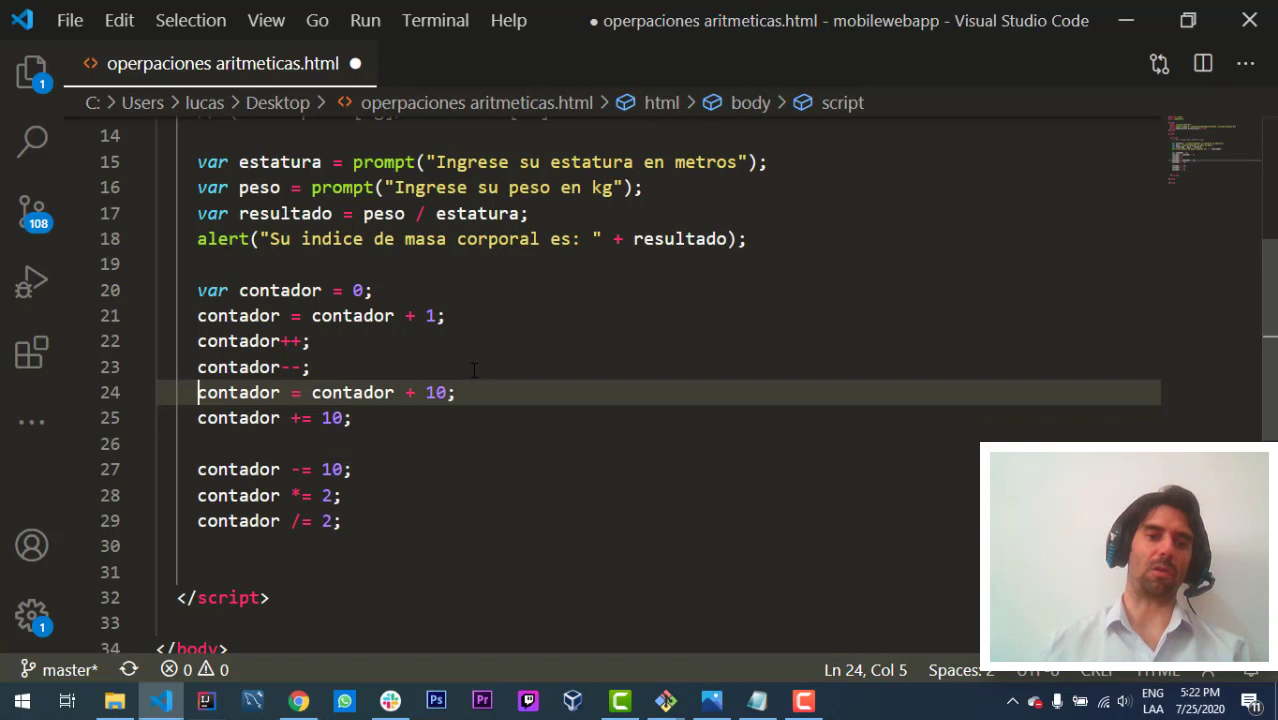 File Edit Selection View Go Run Terminal Help ● operpaciones aritmeticas.html - mobilewebapp - Visual Studio Code
operpaciones aritmeticas.html
C: > Users > lucas > Desktop > operpaciones aritmeticas.html > html > body > script
14
15 var estatura = prompt("Ingrese su estatura en metros");
16 var peso = prompt("Ingrese su peso en kg");
17 var resultado = peso / estatura;
18 alert("Su indice de masa corporal es: " + resultado);
19
20 var contador = 0;
21 contador = contador + 1;
22 contador++;
23 contador--;
24 contador = contador + 10;
25 contador += 10;
26
27 contador -= 10;
28 contador *= 2;
29 contador /= 2;
30
31
32 </script>
33
34 </body>
1
108
1
master* 0 0 Ln 24, Col 5
Ps Pr ENG 5:22 PM
LAA 7/25/2020 11